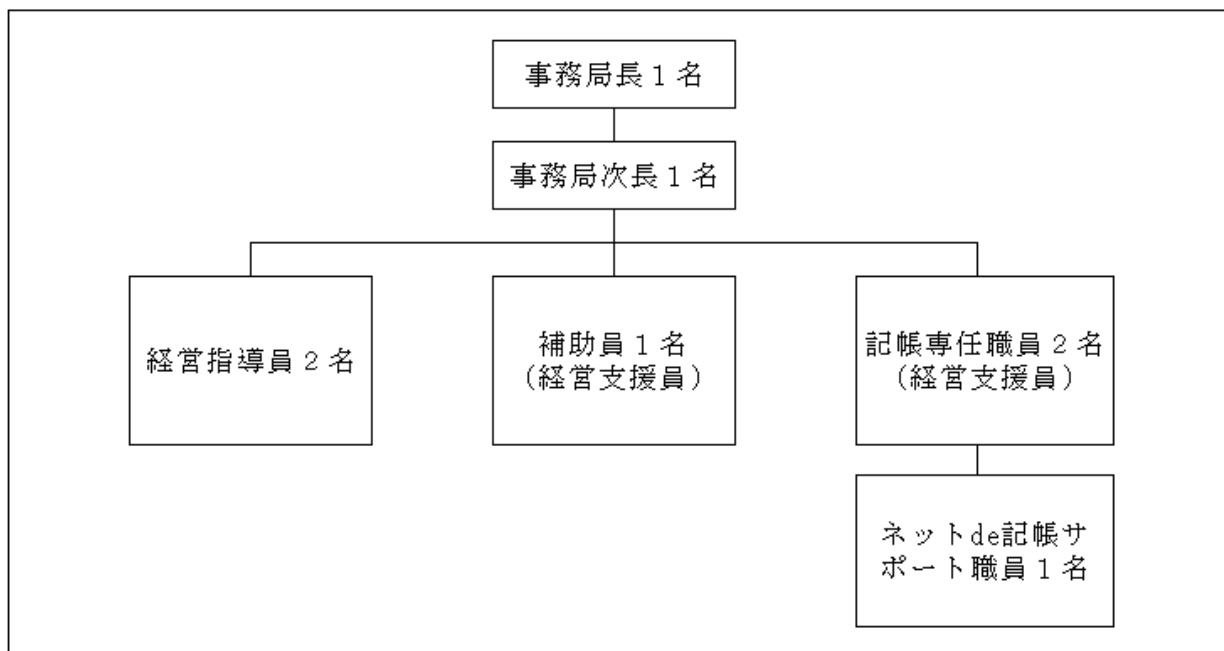 事務局長１名
事務局次長１名
経営指導員２名
補助員１名
（経営支援員）
記帳専任職員２名
（経営支援員）
ネットde記帳サ
ポート職員１名